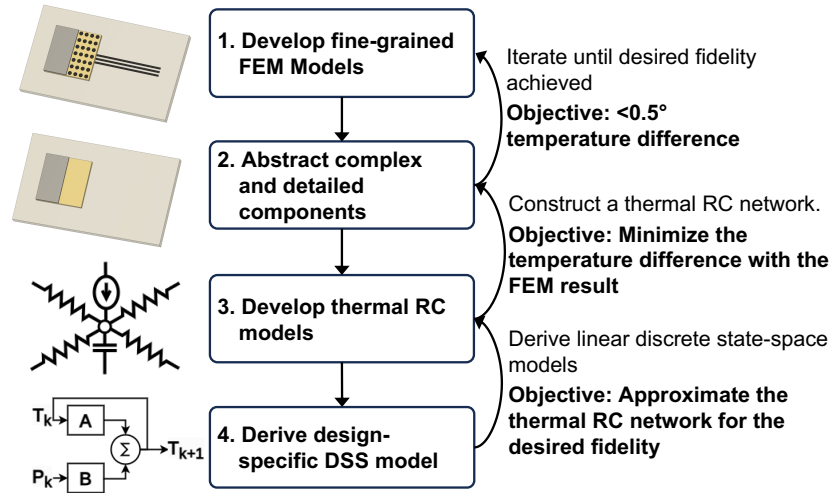 1. Develop fine-grained
FEM Models
Iterate until desired fidelity
achieved
Objective: <0.5°
temperature difference
2. Abstract complex
and detailed
components
Construct a thermal RC network.
Objective: Minimize the
temperature difference with the
FEM result
3. Develop thermal RC
models
Derive linear discrete state-space
models
Objective: Approximate the
thermal RC network for the
desired fidelity
4. Derive design-
specific DSS model
Tk
A
Σ
Tk+1
Pk
B